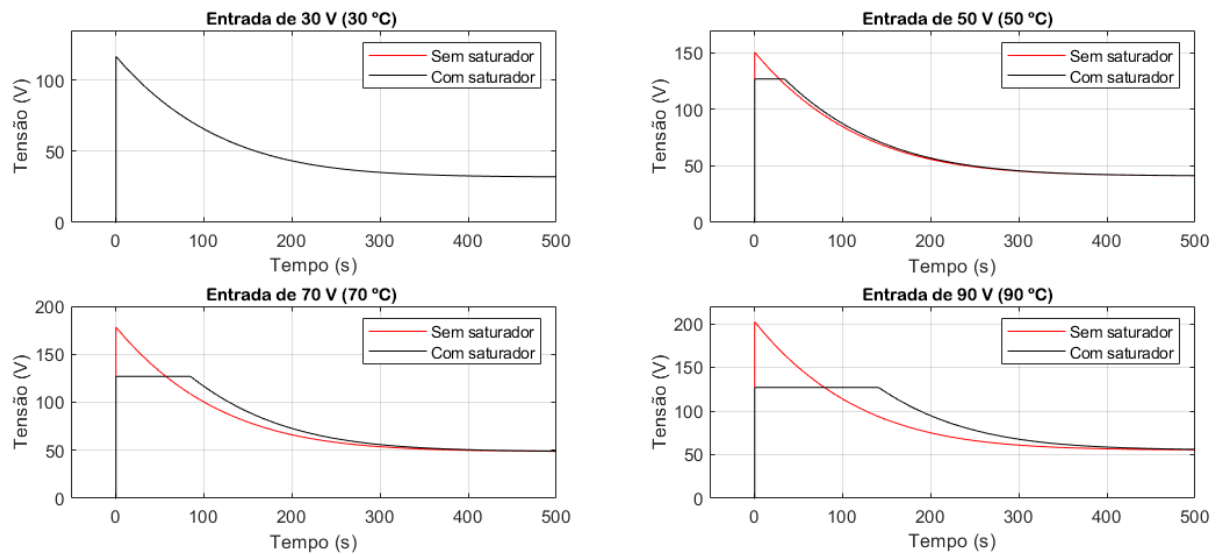 Entrada de 30 V (30 ºC)
Tensão (V)
100
50
0
Sem saturador
Com saturador
0 100 200 300 400 500
Tempo (s)
Entrada de 50 V (50 ºC)
Tensão (V)
150
100
50
0
Sem saturador
Com saturador
0 100 200 300 400 500
Tempo (s)
Entrada de 70 V (70 ºC)
Tensão (V)
200
150
100
50
0
Sem saturador
Com saturador
0 100 200 300 400 500
Tempo (s)
Entrada de 90 V (90 ºC)
Tensão (V)
200
150
100
50
0
Sem saturador
Com saturador
0 100 200 300 400 500
Tempo (s)